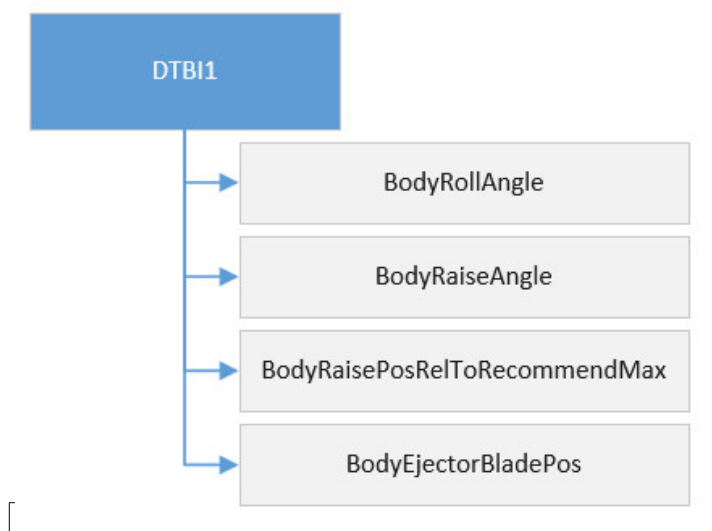 DTBI1
BodyRollAngle
BodyRaiseAngle
BodyRaisePosRelToRecommendMax
BodyEjectorBladePos